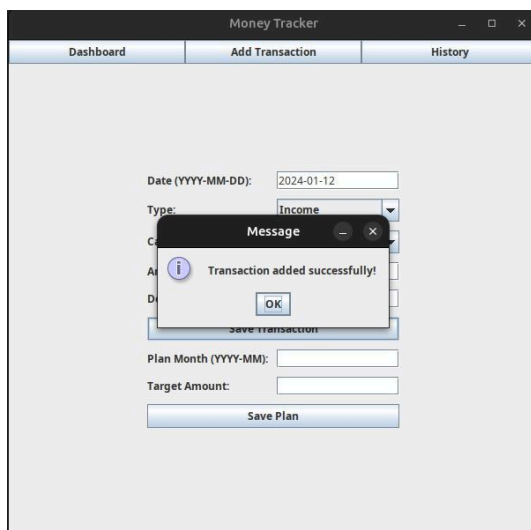 Money Tracker
Dashboard Add Transaction History
Date (YYYY-MM-DD): 2024-01-12
Type: Income
Message
Transaction added successfully!
OK
Save Transaction
Plan Month (YYYY-MM):
Target Amount:
Save Plan